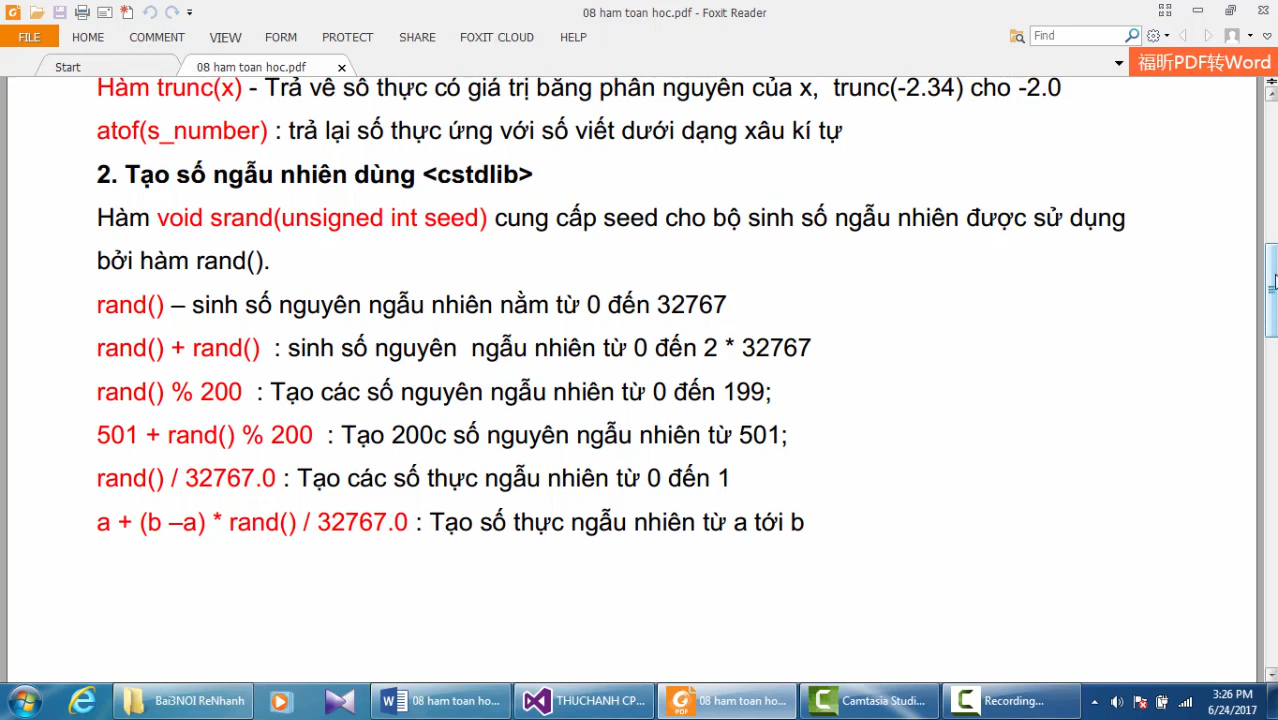 08 ham toan hoc.pdf - Foxit Reader
FILE HOME COMMENT VIEW FORM PROTECT SHARE FOXIT CLOUD HELP Find
Start 08 ham toan hoc.pdf 福昕PDF转Word
Hàm trunc(x) - Trả về số thực có giá trị bằng phần nguyên của x, trunc(-2.34) cho -2.0
atof(s_number) : trả lại số thực ứng với số viết dưới dạng xâu kí tự
2. Tạo số ngẫu nhiên dùng <cstdlib>
Hàm void srand(unsigned int seed) cung cấp seed cho bộ sinh số ngẫu nhiên được sử dụng
bởi hàm rand().
rand() – sinh số nguyên ngẫu nhiên nằm từ 0 đến 32767
rand() + rand() : sinh số nguyên ngẫu nhiên từ 0 đến 2 * 32767
rand() % 200 : Tạo các số nguyên ngẫu nhiên từ 0 đến 199;
501 + rand() % 200 : Tạo 200c số nguyên ngẫu nhiên từ 501;
rand() / 32767.0 : Tạo các số thực ngẫu nhiên từ 0 đến 1
a + (b –a) * rand() / 32767.0 : Tạo số thực ngẫu nhiên từ a tới b
Bai3NOI ReNhanh 08 ham toan ho... THUCHANH CP... 08 ham toan ho... Camtasia Studi... Recording... 3:26 PM
6/24/2017